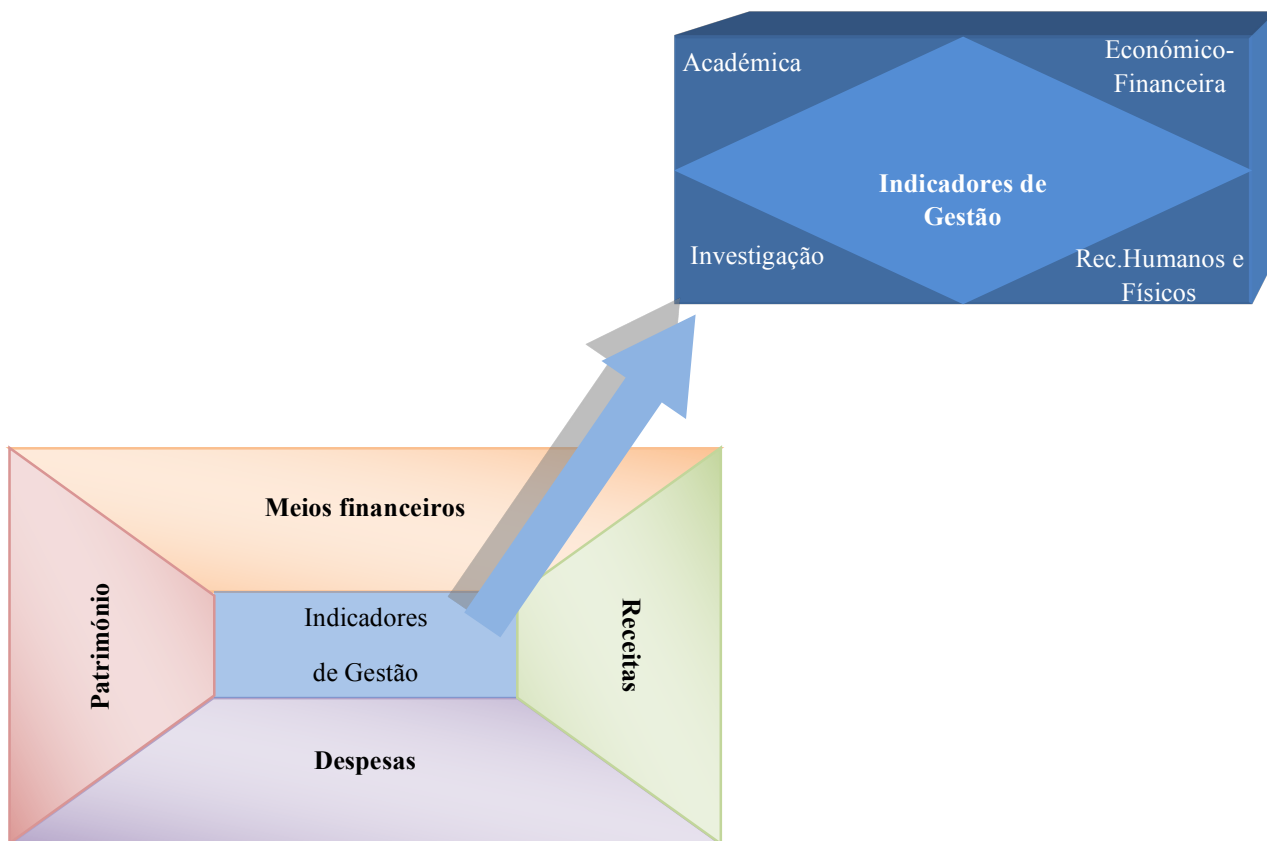 Académica
Económico-
Financeira
Indicadores de
Gestão
Investigação
Rec.Humanos e
Físicos
Meios financeiros
Património
Indicadores
de Gestão
Receitas
Despesas